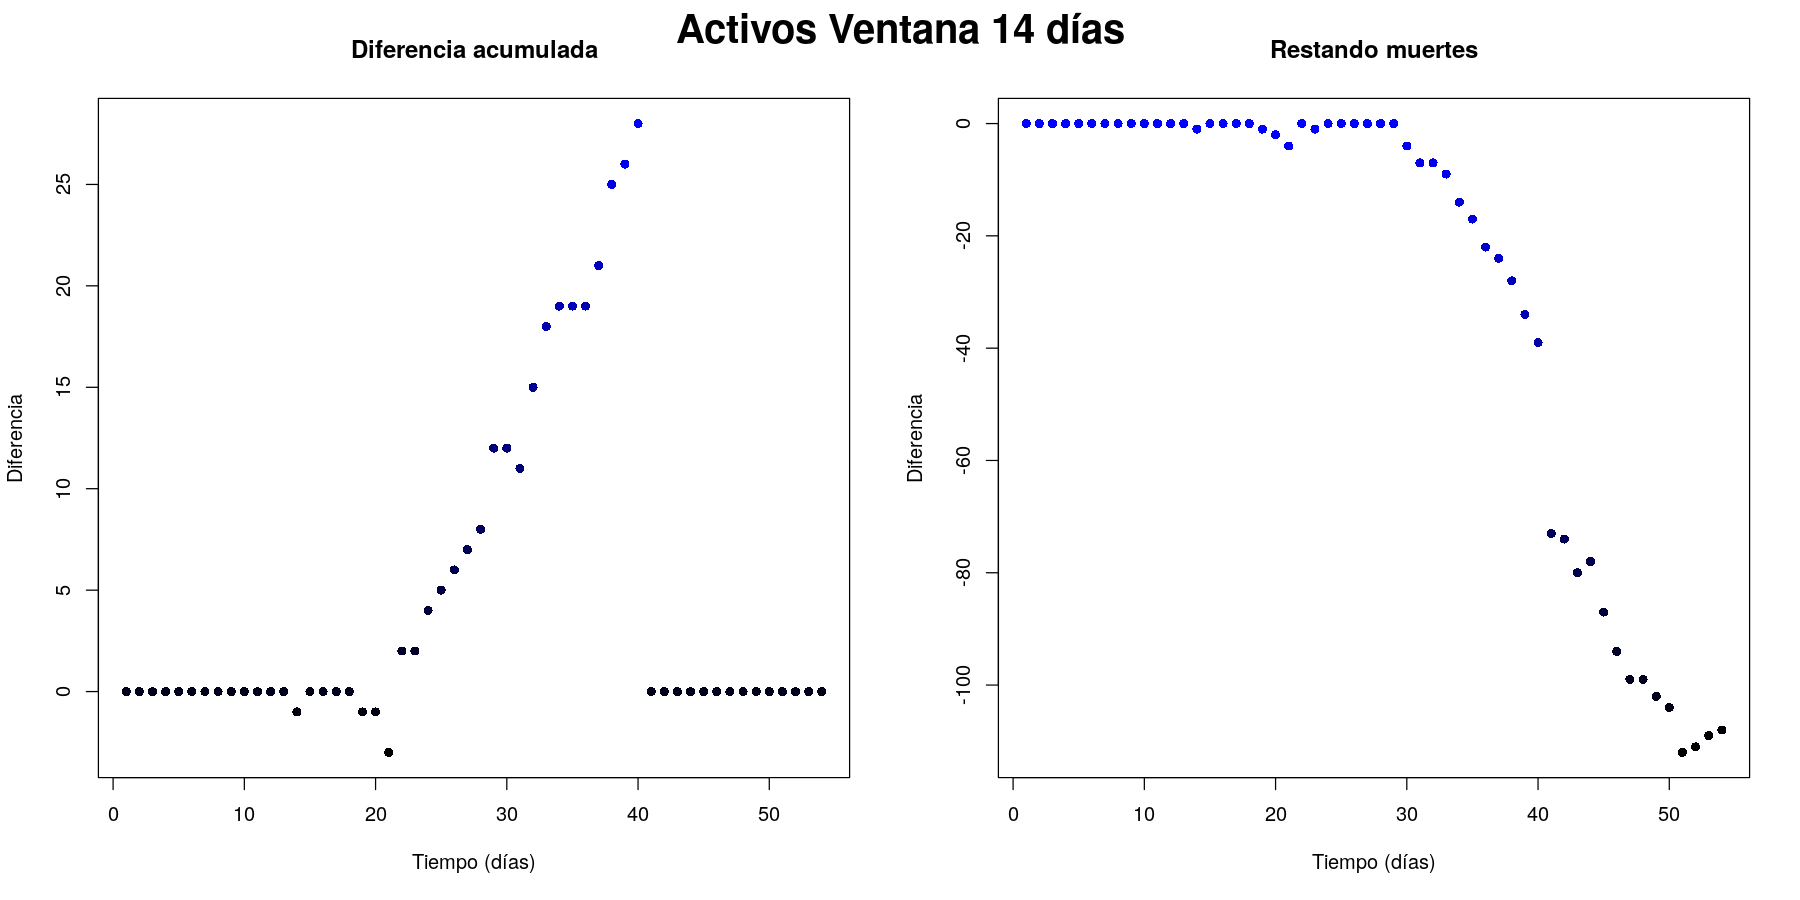 Activos Ventana 14 días
Diferencia acumulada
Diferencia
25
20
15
10
5
0
0 10 20 30 40 50
Tiempo (días)
Restando muertes
Diferencia
0
-20
-40
-60
-80
-100
0 10 20 30 40 50
Tiempo (días)